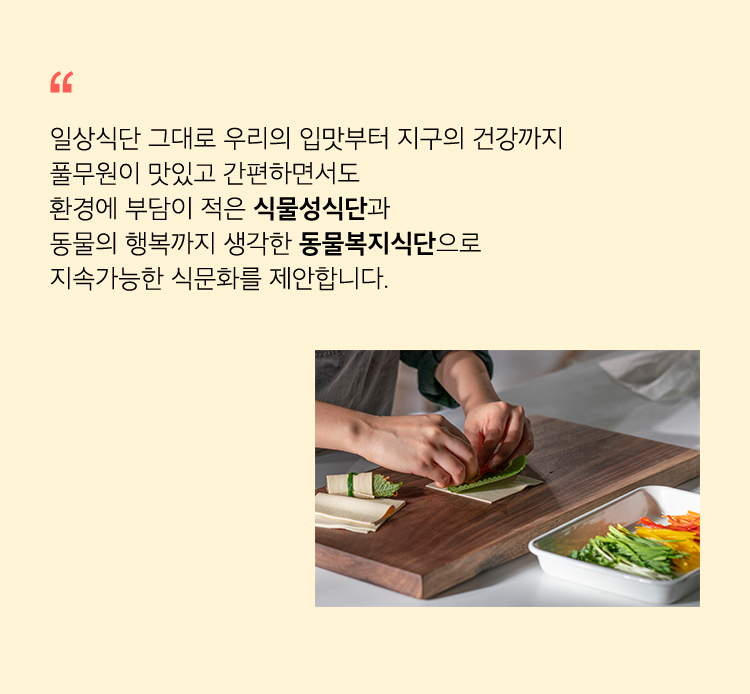 “
일상식단 그대로 우리의 입맛부터 지구의 건강까지
풀무원이 맛있고 간편하면서도
환경에 부담이 적은 식물성식단과
동물의 행복까지 생각한 동물복지식단으로
지속가능한 식문화를 제안합니다.